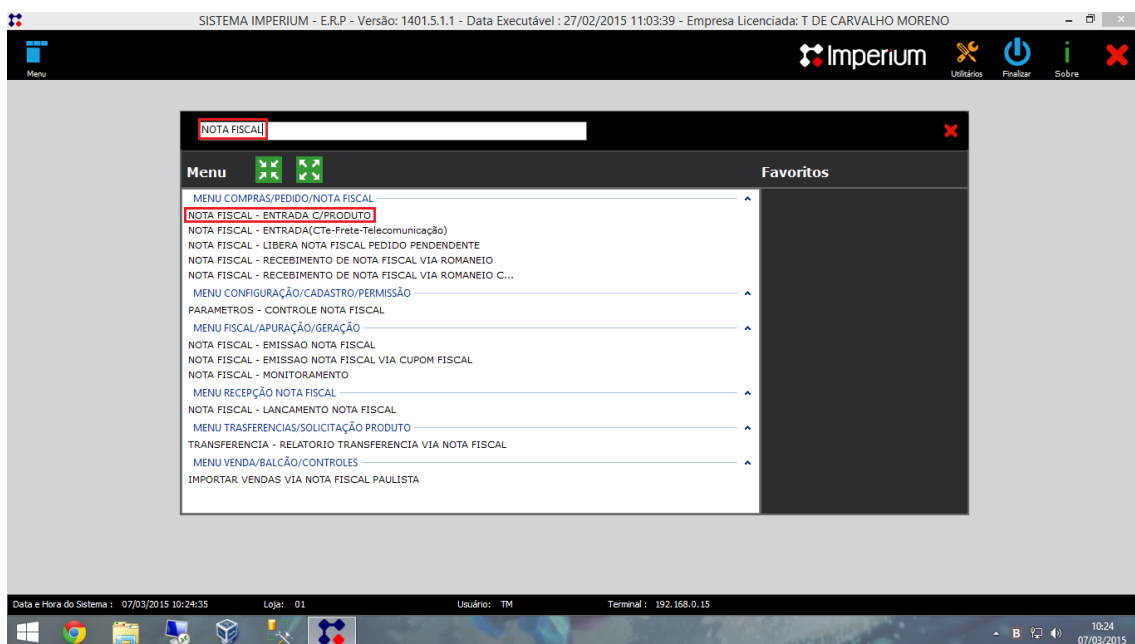 SISTEMA IMPERIUM - E.R.P - Versão: 1401.5.1.1 - Data Executável : 27/02/2015 11:03:39 - Empresa Licenciada: T DE CARVALHO MORENO
Menu
Imperium
Utilitários
Finalizar
Sobre
NOTA FISCAL
Menu
Favoritos
MENU COMPRAS/PEDIDO/NOTA FISCAL
NOTA FISCAL - ENTRADA C/PRODUTO
NOTA FISCAL - ENTRADA(CTe-Frete-Telecomunicação)
NOTA FISCAL - LIBERA NOTA FISCAL PEDIDO PENDENDENTE
NOTA FISCAL - RECEBIMENTO DE NOTA FISCAL VIA ROMANEIO
NOTA FISCAL - RECEBIMENTO DE NOTA FISCAL VIA ROMANEIO C...
MENU CONFIGURAÇÃO/CADASTRO/PERMISSÃO
PARAMETROS - CONTROLE NOTA FISCAL
MENU FISCAL/APURAÇÃO/GERAÇÃO
NOTA FISCAL - EMISSAO NOTA FISCAL
NOTA FISCAL - EMISSAO NOTA FISCAL VIA CUPOM FISCAL
NOTA FISCAL - MONITORAMENTO
MENU RECEPÇÃO NOTA FISCAL
NOTA FISCAL - LANCAMENTO NOTA FISCAL
MENU TRASFERENCIAS/SOLICITAÇÃO PRODUTO
TRANSFERENCIA - RELATORIO TRANSFERENCIA VIA NOTA FISCAL
MENU VENDA/BALCÃO/CONTROLES
IMPORTAR VENDAS VIA NOTA FISCAL PAULISTA
Data e Hora do Sistema : 07/03/2015 10:24:35 Loja: 01 Usuário: TM Terminal : 192.168.0.15
B
10:24
07/03/2015